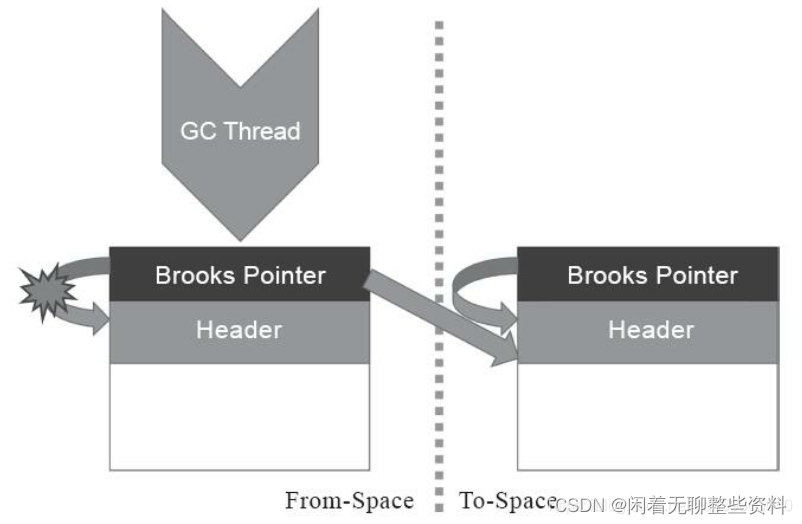 GC Thread
Brooks Pointer
Brooks Pointer
Header
Header
From-Space
To-Space
CSDN @闲着无聊整些资料